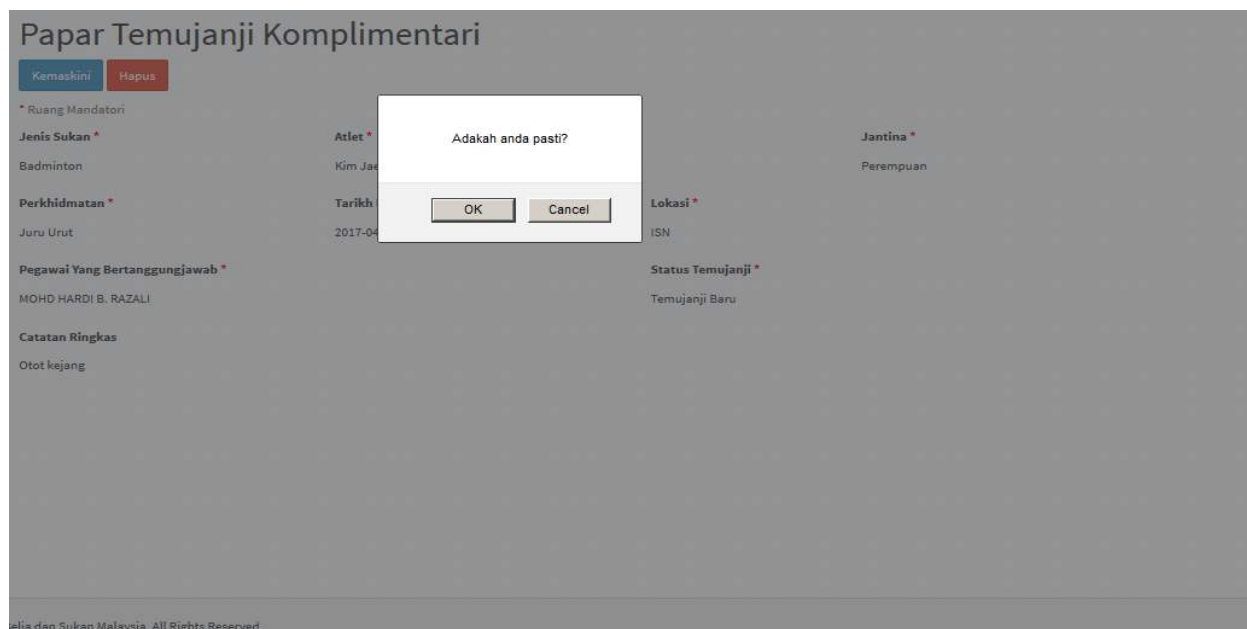 Papar Temujanji Komplimentari
Kemaskini Hapus
* Ruang Mandatori
Jenis Sukan * Atlet * Jantina *
Badminton Kim Jae Perempuan
Adakah anda pasti?
OK Cancel
Perkhidmatan * Tarikh Lokasi *
Juru Urut 2017-04 ISN
Pegawai Yang Bertanggungjawab * Status Temujanji *
MOHD HARDI B. RAZALI Temujanji Baru
Catatan Ringkas
Otot kejang
dan Sukan Malaysia. All Rights Reserved